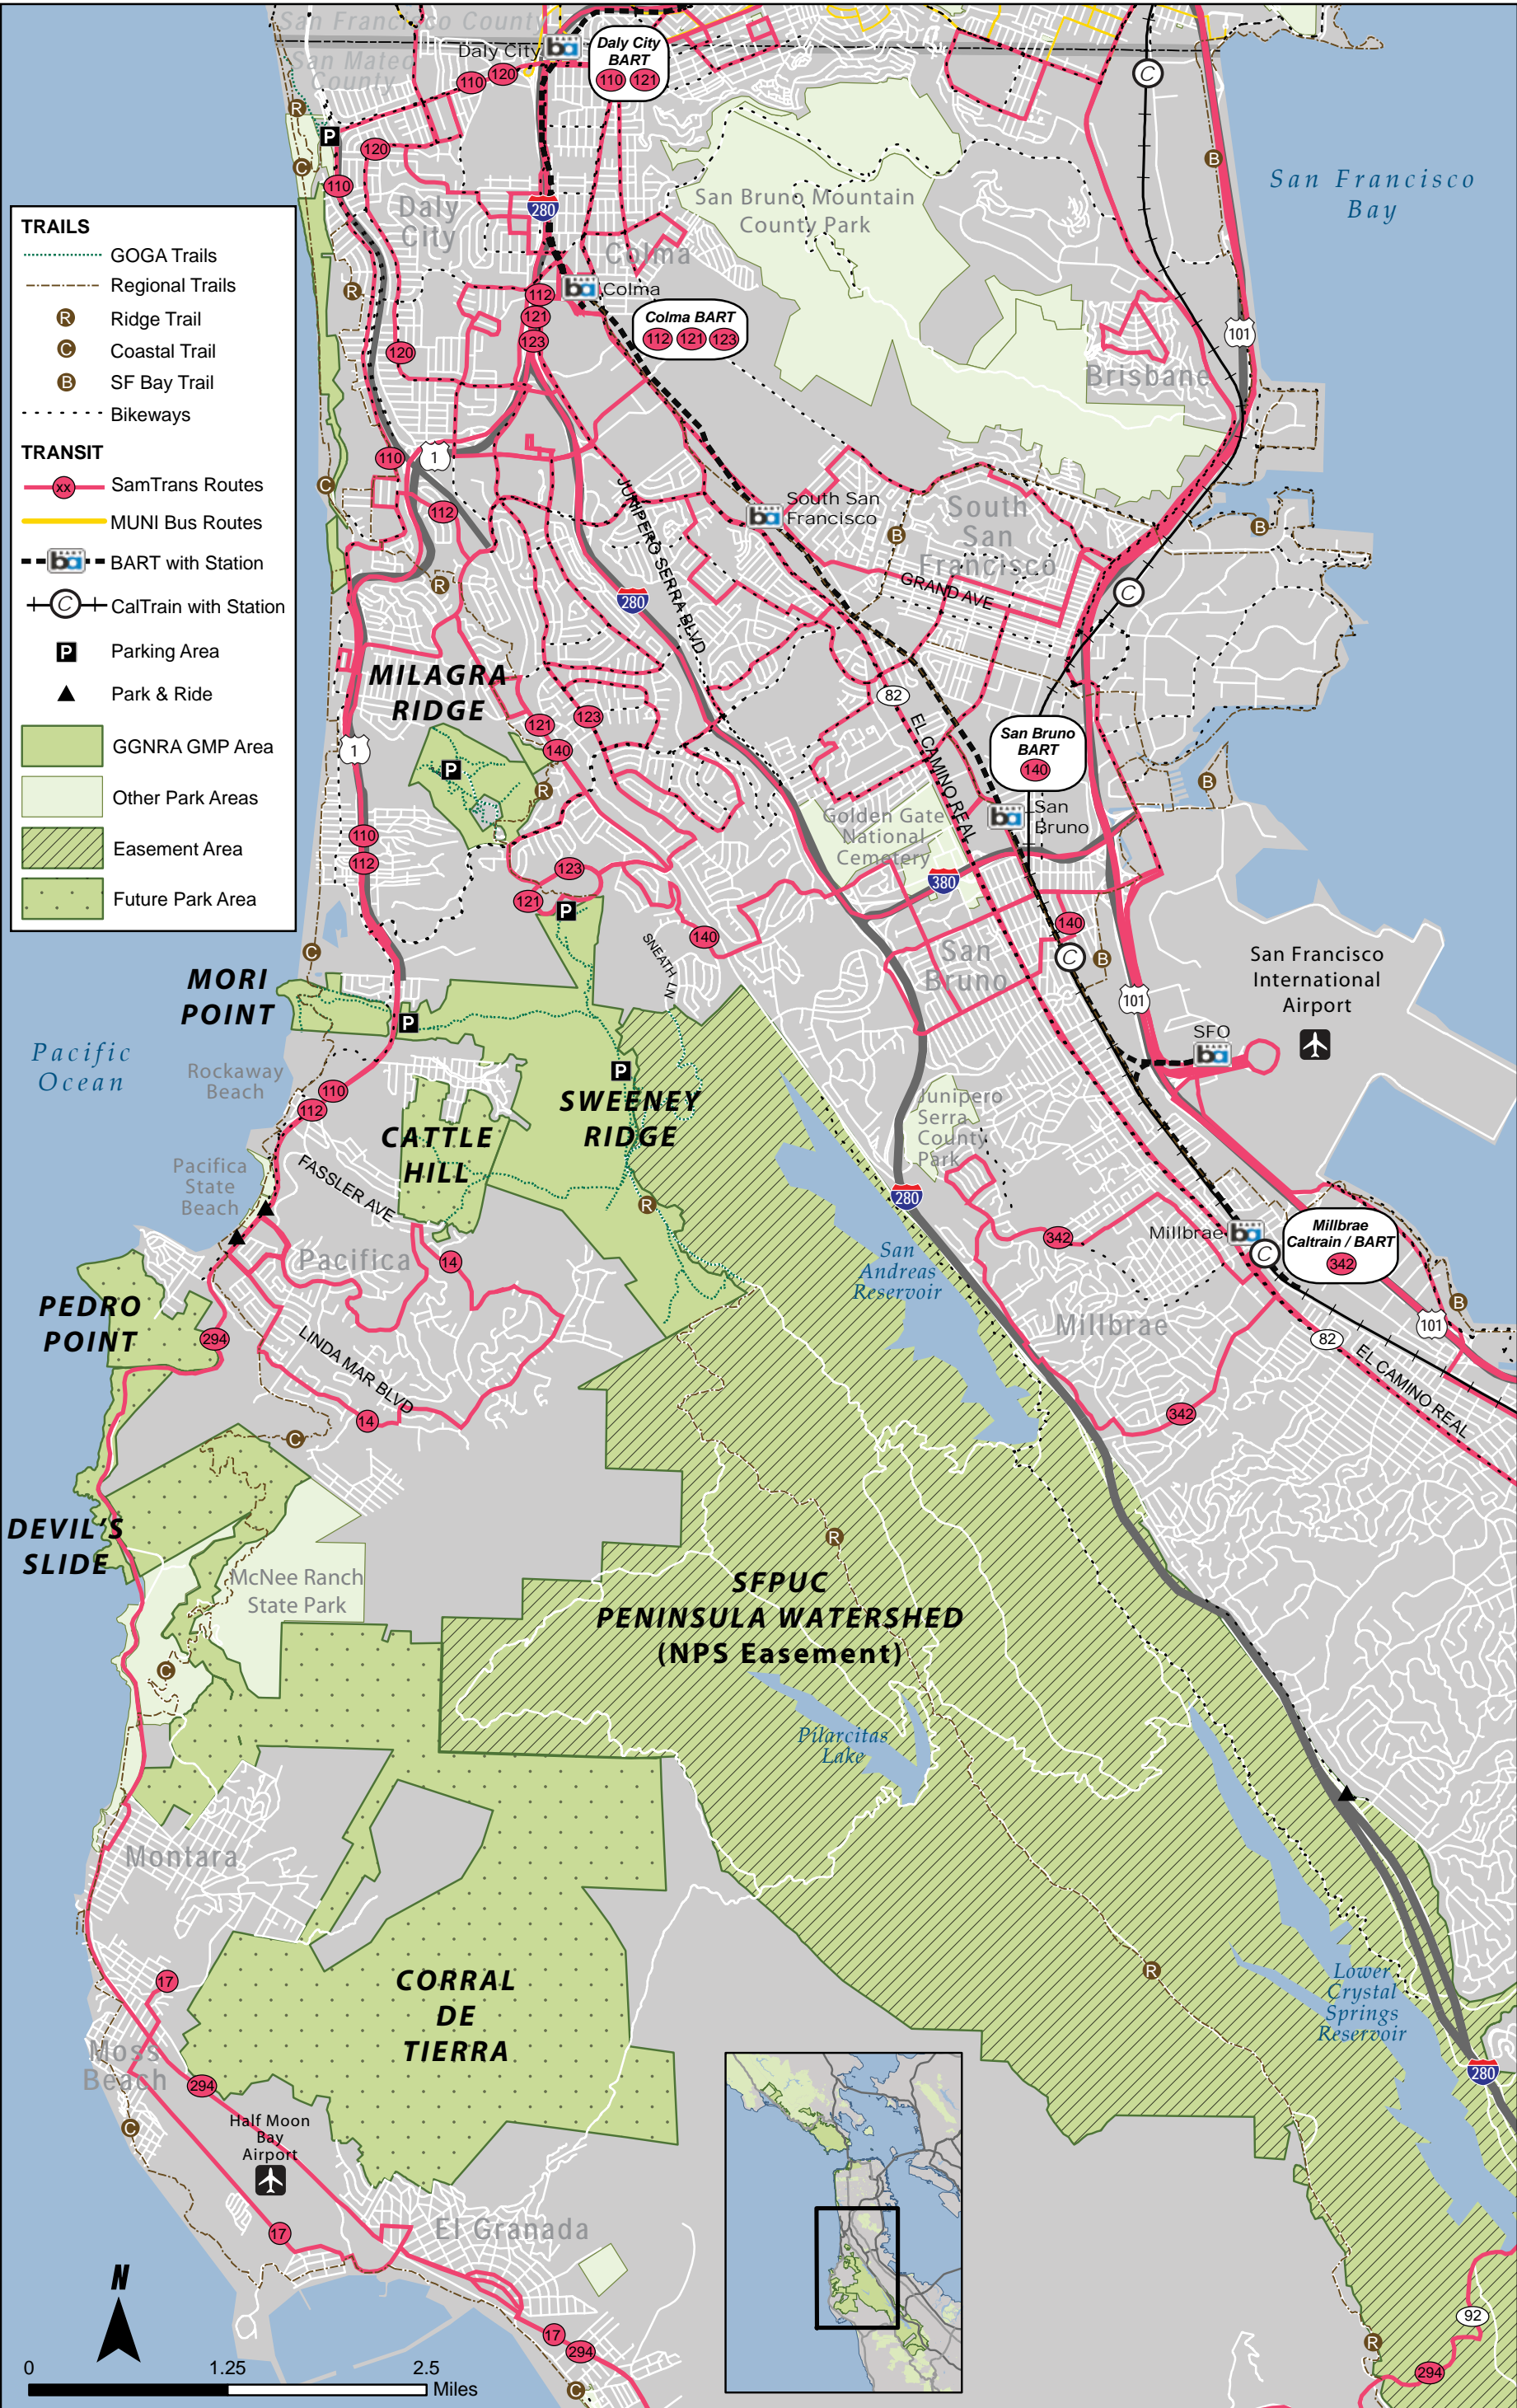 San Francisco County
San Mateo
County
Daly City
Daly City
BART
110 121
110
120
C
San Francisco
Bay
R
P
120
C
110
B
280
Daly
City
San Bruno Mountain
County Park
TRAILS
GOGA Trails
Regional Trails
R Ridge Trail
C Coastal Trail
B SF Bay Trail
Bikeways
TRANSIT
xx SamTrans Routes
MUNI Bus Routes
ba BART with Station
C CalTrain with Station
P Parking Area
Park & Ride
GGNRA GMP Area
Other Park Areas
Easement Area
Future Park Area
Colma
ba Colma
R
112
121
123
Colma BART
112 121 123
120
101
Brisbane
110
1
C
112
JUNIPERO SERRA BLVD
ba South San
Francisco
South
San
Francisco
B
B
GRAND AVE
C
R
280
MILAGRA
RIDGE
82
EL CAMINO REAL
121
123
140
1
P
R
San Bruno
BART
140
B
ba San
Bruno
Golden Gate
National
Cemetery
380
110
112
123
121
P
140
SNEATH LN
140
C
B
San
Bruno
C
101
San Francisco
International
Airport
SFO
ba
MORI
POINT
P
Pacific
Ocean
Rockaway
Beach
110
112
P
SWEENEY
RIDGE
CATTLE
HILL
Junipero
Serra
County
Park
280
Pacifica
State
Beach
FASSLER AVE
R
Pacifica
14
342
Millbrae
ba
C
Millbrae
Caltrain / BART
342
San
Andreas
Reservoir
B
101
PEDRO
POINT
294
LINDA MAR BLVD
14
Millbrae
82
EL CAMINO REAL
342
C
DEVIL'S
SLIDE
R
McNee Ranch
State Park
SFPUC
PENINSULA WATERSHED
(NPS Easement)
C
Pilarcitas
Lake
Montara
CORRAL
DE
TIERRA
17
R
Lower
Crystal
Springs
Reservoir
Moss
Beach
294
280
C
Half Moon
Bay
Airport
17
El Granada
N
17
294
C
92
R
294
0 1.25 2.5
Miles